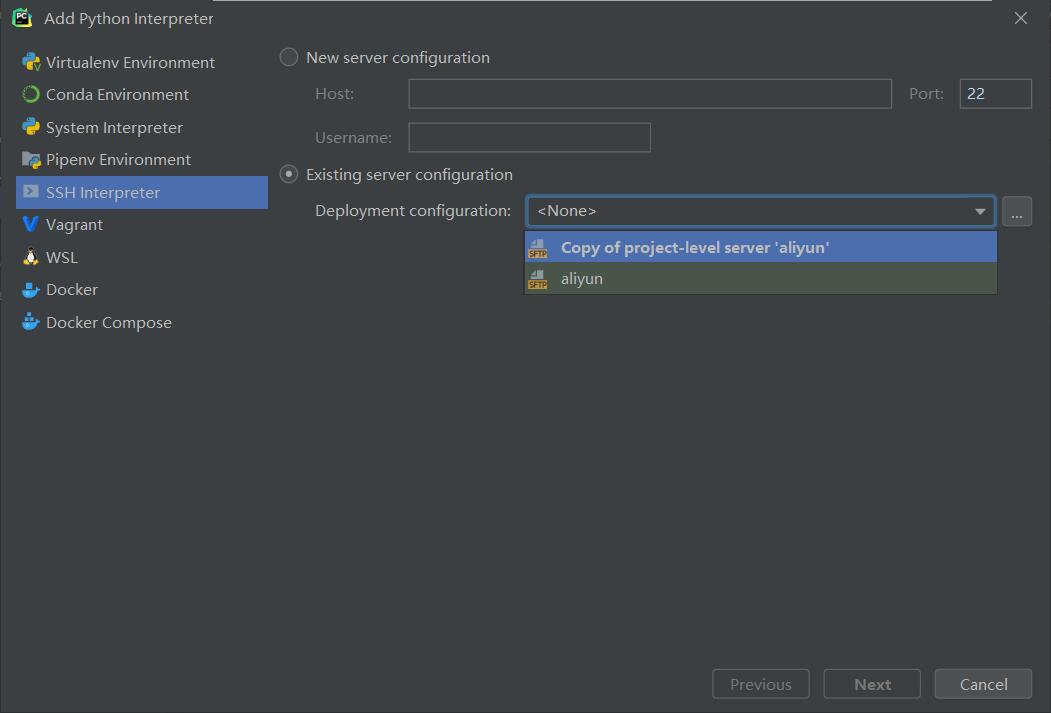 Add Python Interpreter
Virtualenv Environment
Conda Environment
System Interpreter
Pipenv Environment
SSH Interpreter
Vagrant
WSL
Docker
Docker Compose
New server configuration
Host:
Port: 22
Username:
Existing server configuration
Deployment configuration: <None> ...
SFTP Copy of project-level server 'aliyun'
SFTP aliyun
Previous Next Cancel